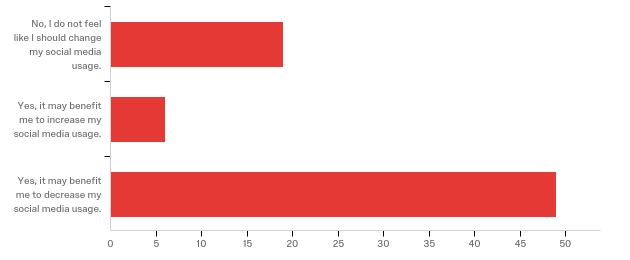 No, I do not feel
like I should change
my social media
usage.
Yes, it may benefit
me to increase my
social media usage.
Yes, it may benefit
me to decrease my
social media usage.
0 5 10 15 20 25 30 35 40 45 50